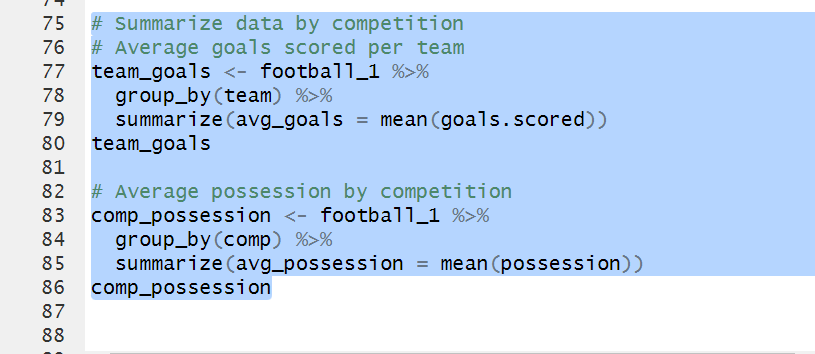 74
75 # Summarize data by competition
76 # Average goals scored per team
77 team_goals <- football_1 %>%
78   group_by(team) %>%
79   summarize(avg_goals = mean(goals.scored))
80 team_goals
81
82 # Average possession by competition
83 comp_possession <- football_1 %>%
84   group_by(comp) %>%
85   summarize(avg_possession = mean(possession))
86 comp_possession
87
88